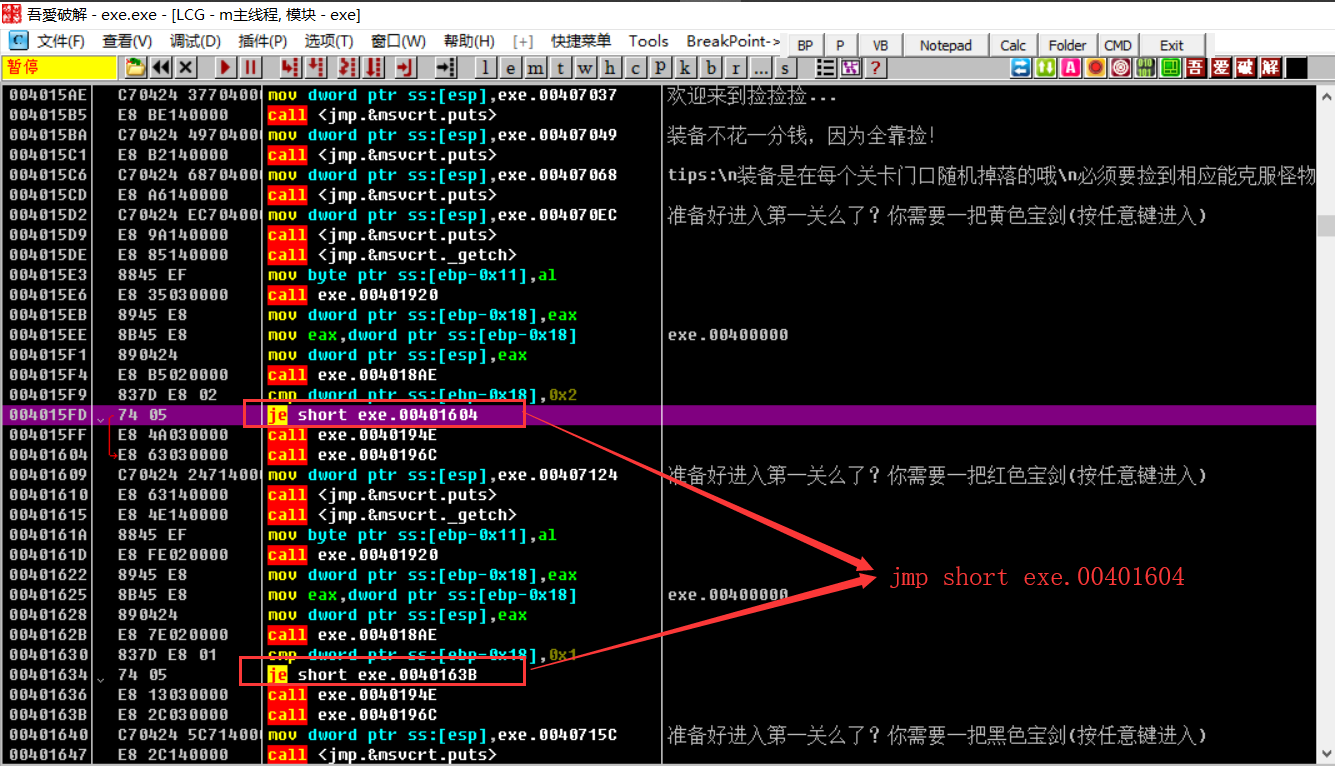 吾愛破解 - exe.exe - [LCG - m主线程, 模块 - exe]
文件(F) 查看(V) 调试(D) 插件(P) 选项(T) 窗口(W) 帮助(H) [+] 快捷菜单 Tools BreakPoint-> BP P VB Notepad Calc Folder CMD Exit
暂停 l e m t w h c p k b r ... s ? A 吾 爱 破 解
004015AE C70424 37704000 mov dword ptr ss:[esp],exe.00407037 欢迎来到捡捡捡...
004015B5 E8 BE140000 call <jmp.&msvcrt.puts>
004015BA C70424 49704000 mov dword ptr ss:[esp],exe.00407049 装备不花一分钱，因为全靠捡!
004015C1 E8 B2140000 call <jmp.&msvcrt.puts>
004015C6 C70424 68704000 mov dword ptr ss:[esp],exe.00407068 tips:\n装备是在每个关卡门口随机掉落的哦\n必须要捡到相应能克服怪物
004015CD E8 A6140000 call <jmp.&msvcrt.puts>
004015D2 C70424 EC704000 mov dword ptr ss:[esp],exe.004070EC 准备好进入第一关么了？你需要一把黄色宝剑(按任意键进入)
004015D9 E8 9A140000 call <jmp.&msvcrt.puts>
004015DE E8 85140000 call <jmp.&msvcrt._getch>
004015E3 8845 EF mov byte ptr ss:[ebp-0x11],al
004015E6 E8 35030000 call exe.00401920
004015EB 8945 E8 mov dword ptr ss:[ebp-0x18],eax
004015EE 8B45 E8 mov eax,dword ptr ss:[ebp-0x18] exe.00400000
004015F1 890424 mov dword ptr ss:[esp],eax
004015F4 E8 B5020000 call exe.004018AE
004015F9 837D E8 02 cmp dword ptr ss:[ebp-0x18],0x2
004015FD 74 05 je short exe.00401604
004015FF E8 4A030000 call exe.0040194E
00401604 E8 63030000 call exe.0040196C
00401609 C70424 24714000 mov dword ptr ss:[esp],exe.00407124 准备好进入第一关么了？你需要一把红色宝剑(按任意键进入)
00401610 E8 63140000 call <jmp.&msvcrt.puts>
00401615 E8 4E140000 call <jmp.&msvcrt._getch>
0040161A 8845 EF mov byte ptr ss:[ebp-0x11],al
0040161D E8 FE020000 call exe.00401920
00401622 8945 E8 mov dword ptr ss:[ebp-0x18],eax
jmp short exe.00401604
00401625 8B45 E8 mov eax,dword ptr ss:[ebp-0x18] exe.00400000
00401628 890424 mov dword ptr ss:[esp],eax
0040162B E8 7E020000 call exe.004018AE
00401630 837D E8 01 cmp dword ptr ss:[ebp-0x18],0x1
00401634 74 05 je short exe.0040163B
00401636 E8 13030000 call exe.0040194E
0040163B E8 2C030000 call exe.0040196C
00401640 C70424 5C714000 mov dword ptr ss:[esp],exe.0040715C 准备好进入第一关么了？你需要一把黑色宝剑(按任意键进入)
00401647 E8 2C140000 call <jmp.&msvcrt.puts>